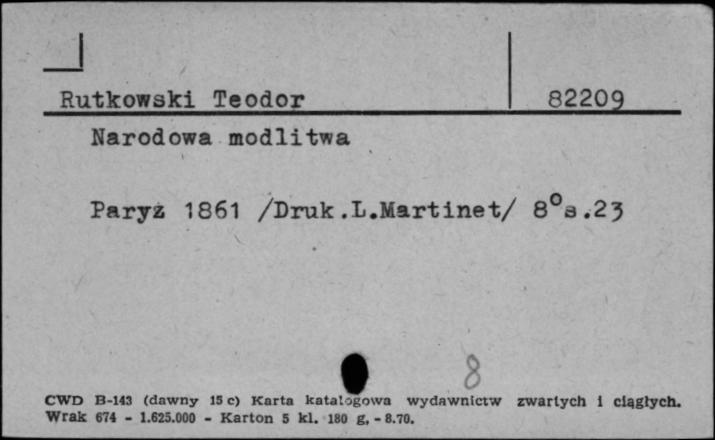 Rutkowski Teodor 82209
Narodowa modlitwa
Paryż 1861 /Druk.L.Martinet/ 8°s.23
8
CWD B-143 (dawny 15 c) Karta katalogowa wydawnictw zwartych i ciągłych.
Wrak 674 - 1.625.000 - Karton 5 kl. 180 g, - 8.70.